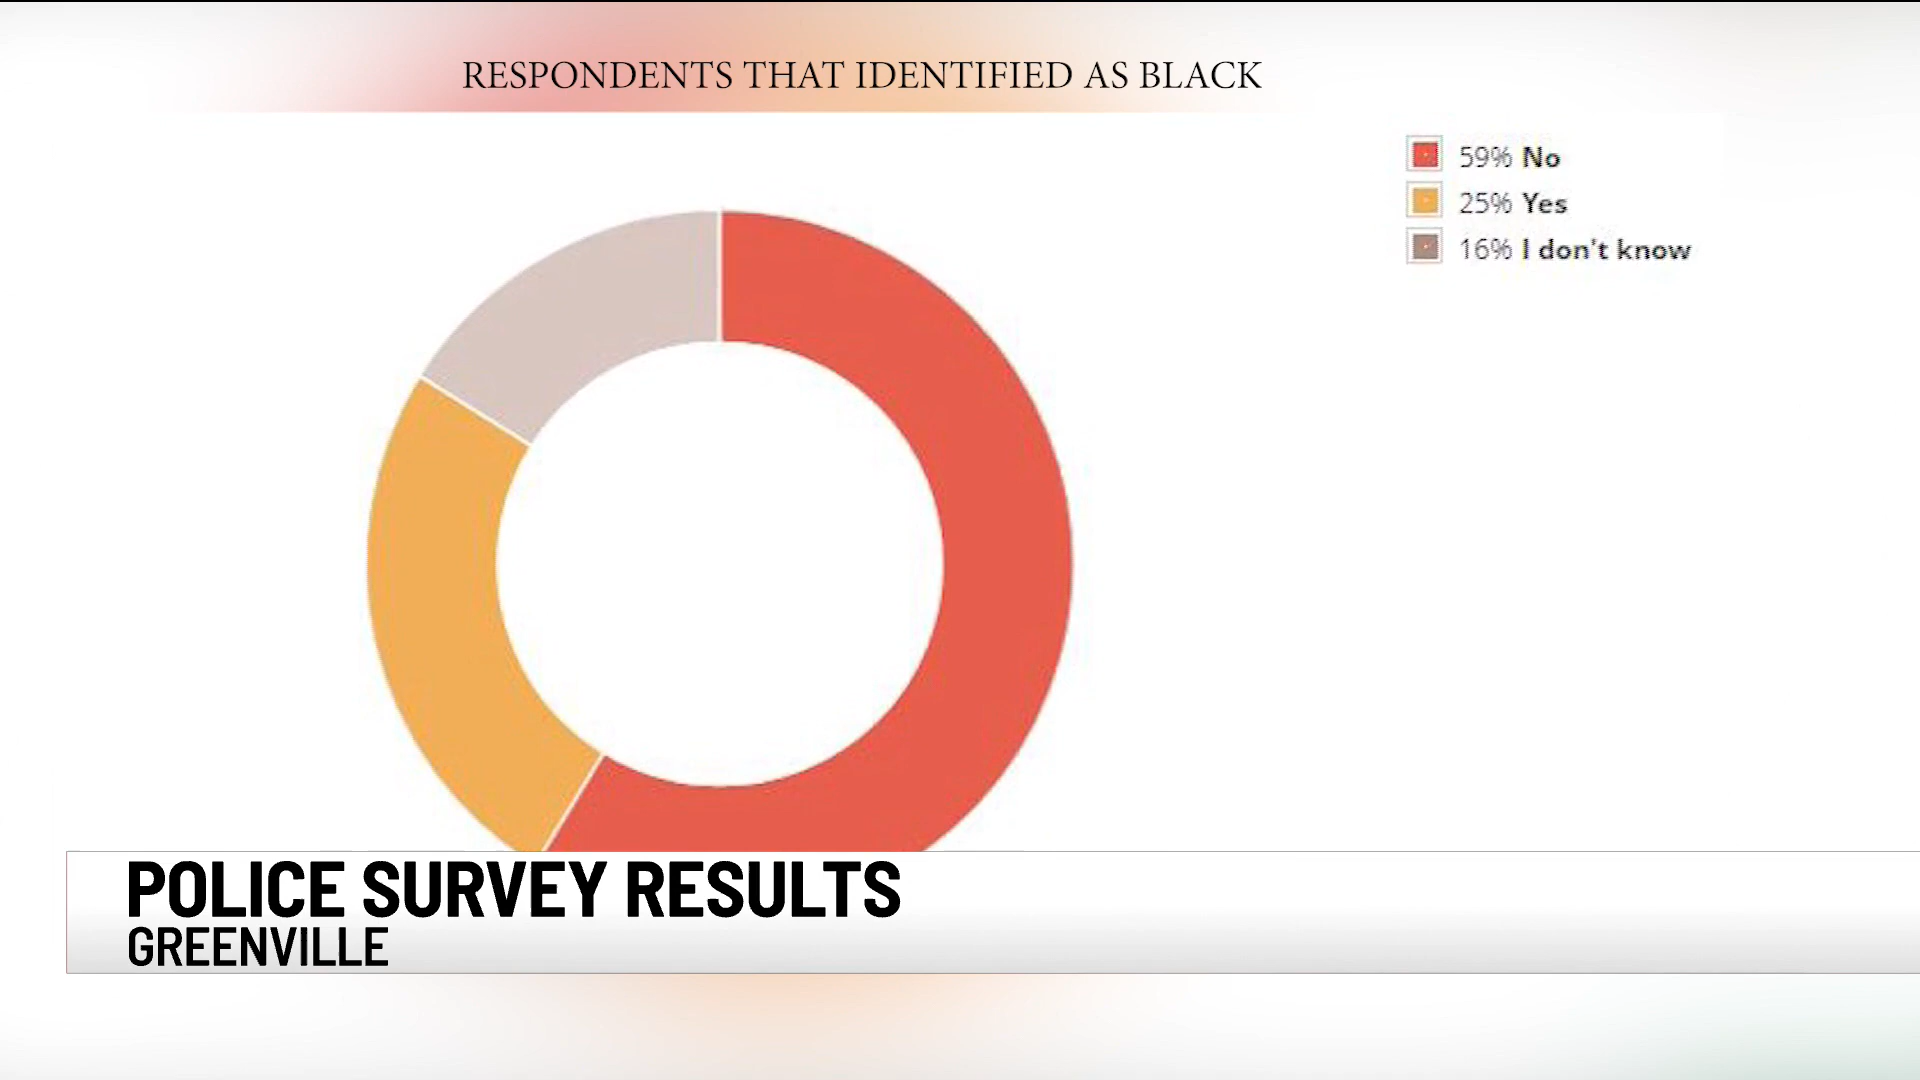 RESPONDENTS THAT IDENTIFIED AS BLACK
59% No
25% Yes
16% I don't know
POLICE SURVEY RESULTS
GREENVILLE